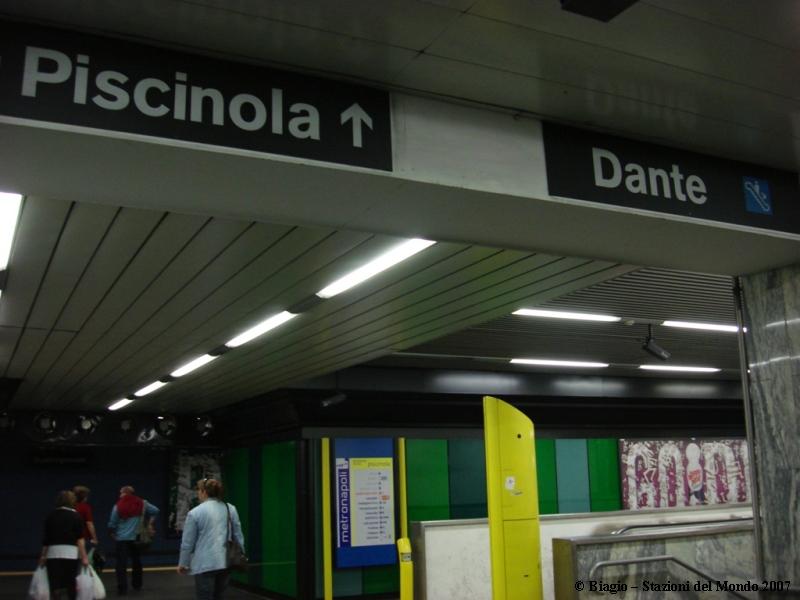 Piscinola ↑
Dante
metronapoli
piscinola
© Biagio – Stazioni del Mondo 2007